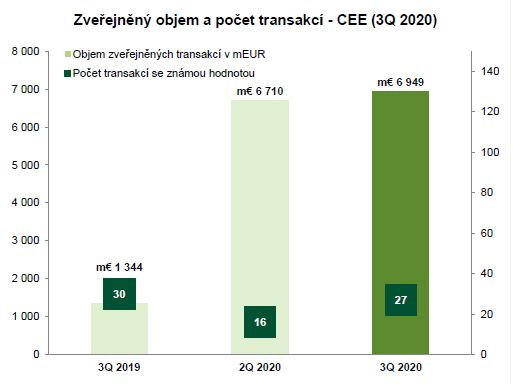 Zveřejněný objem a počet transakcí - CEE (3Q 2020)
Objem zveřejněných transakcí v mEUR
Počet transakcí se známou hodnotou
8 000
7 000
6 000
5 000
4 000
3 000
2 000
1 000
0
140
120
100
80
60
40
20
0
m€ 1 344
30
m€ 6 710
16
m€ 6 949
27
3Q 2019
2Q 2020
3Q 2020